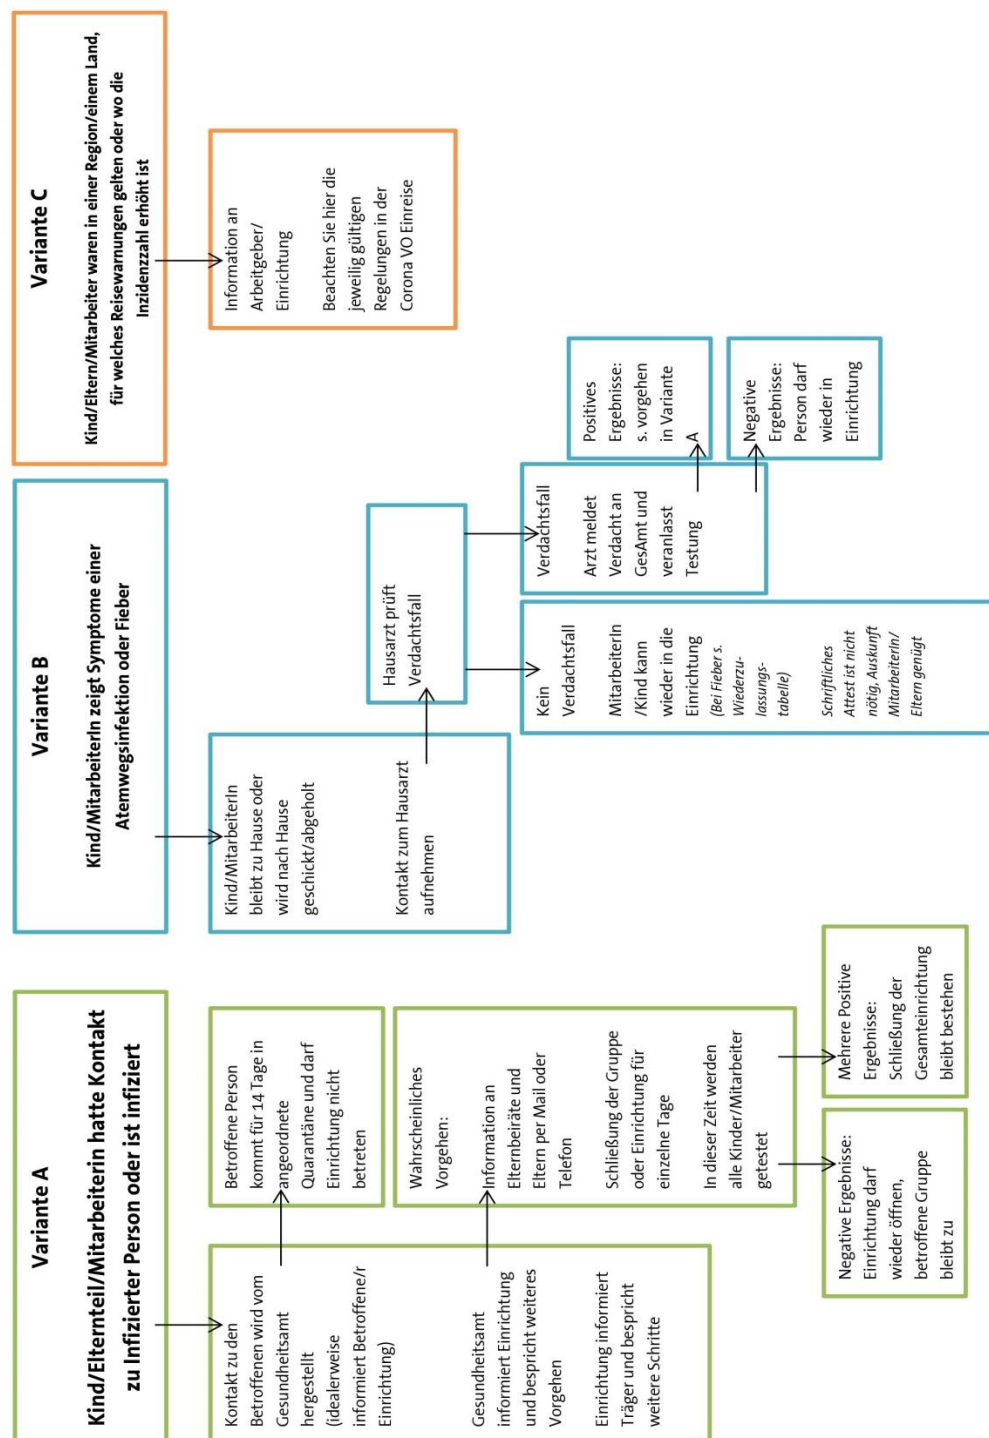 Variante A
Kind/Elternteil/Mitarbeiterin hatte Kontakt
zu Infizierter Person oder ist infiziert
Kontakt zu den
Betroffenen wird vom
Gesundheitsamt
hergestellt
(idealerweise
informiert Betroffene/r
Einrichtung)
Gesundheitsamt
informiert Einrichtung
und bespricht weiteres
Vorgehen
Einrichtung informiert
Träger und bespricht
weitere Schritte
Betroffene Person
kommt für 14 Tage in
angeordnete
Quarantäne und darf
Einrichtung nicht
betreten
Wahrscheinliches
Vorgehen:
Information an
Elternbeiräte und
Eltern per Mail oder
Telefon
Schließung der Gruppe
oder Einrichtung für
einzelne Tage
In dieser Zeit werden
alle Kinder/Mitarbeiter
getestet
Negative Ergebnisse:
Einrichtung darf
wieder öffnen,
betroffene Gruppe
bleibt zu
Mehrere Positive
Ergebnisse:
Schließung der
Gesamteinrichtung
bleibt bestehen
Variante B
Kind/MitarbeiterIn zeigt Symptome einer
Atemwegsinfektion oder Fieber
Kind/MitarbeiterIn
bleibt zu Hause oder
wird nach Hause
geschickt/abgeholt
Kontakt zum Hausarzt
aufnehmen
Hausarzt prüft
Verdachtsfall
Kein
Verdachtsfall
MitarbeiterIn
/Kind kann
wieder in die
Einrichtung
(Bei Fieber s.
Wiederzu-
lassungs-
tabelle)
Schriftliches
Attest ist nicht
nötig, Auskunft
MitarbeiterIn/
Eltern genügt
Verdachtsfall
Arzt meldet
Verdacht an
GesAmt und
veranlasst
Testung
Positives
Ergebnisse:
s. vorgehen
in Variante
A
Negative
Ergebnisse:
Person darf
wieder in
Einrichtung
Variante C
Kind/Eltern/Mitarbeiter waren in einer Region/einem Land,
für welches Reisewarnungen gelten oder wo die
Inzidenzzahl erhöht ist
Information an
Arbeitgeber/
Einrichtung
Beachten Sie hier die
jeweilig gültigen
Regelungen in der
Corona VO Einreise